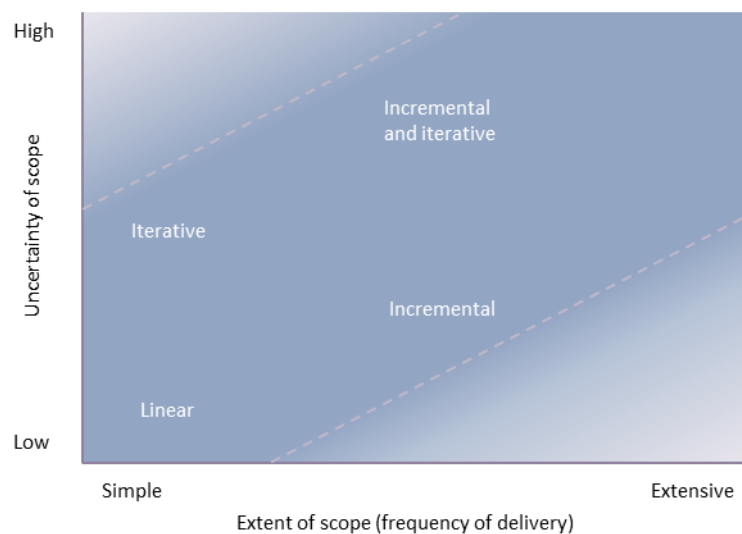 High
Incremental
and iterative
Uncertainty of scope
Iterative
Incremental
Linear
Low
Simple
Extensive
Extent of scope (frequency of delivery)